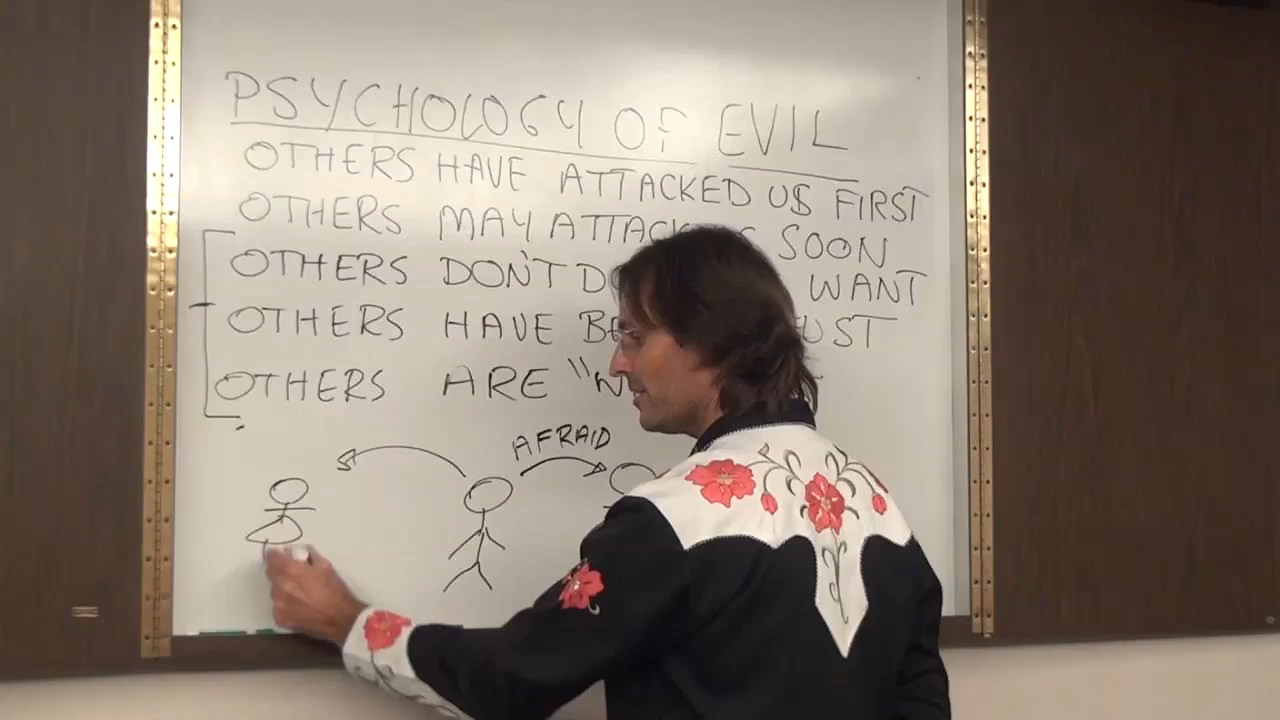 PSYCHOLOGY OF EVIL
OTHERS HAVE ATTACKED US FIRST
OTHERS MAY ATTACK SOON
OTHERS DON'T WANT
OTHERS HAVE
OTHERS ARE
AFRAID